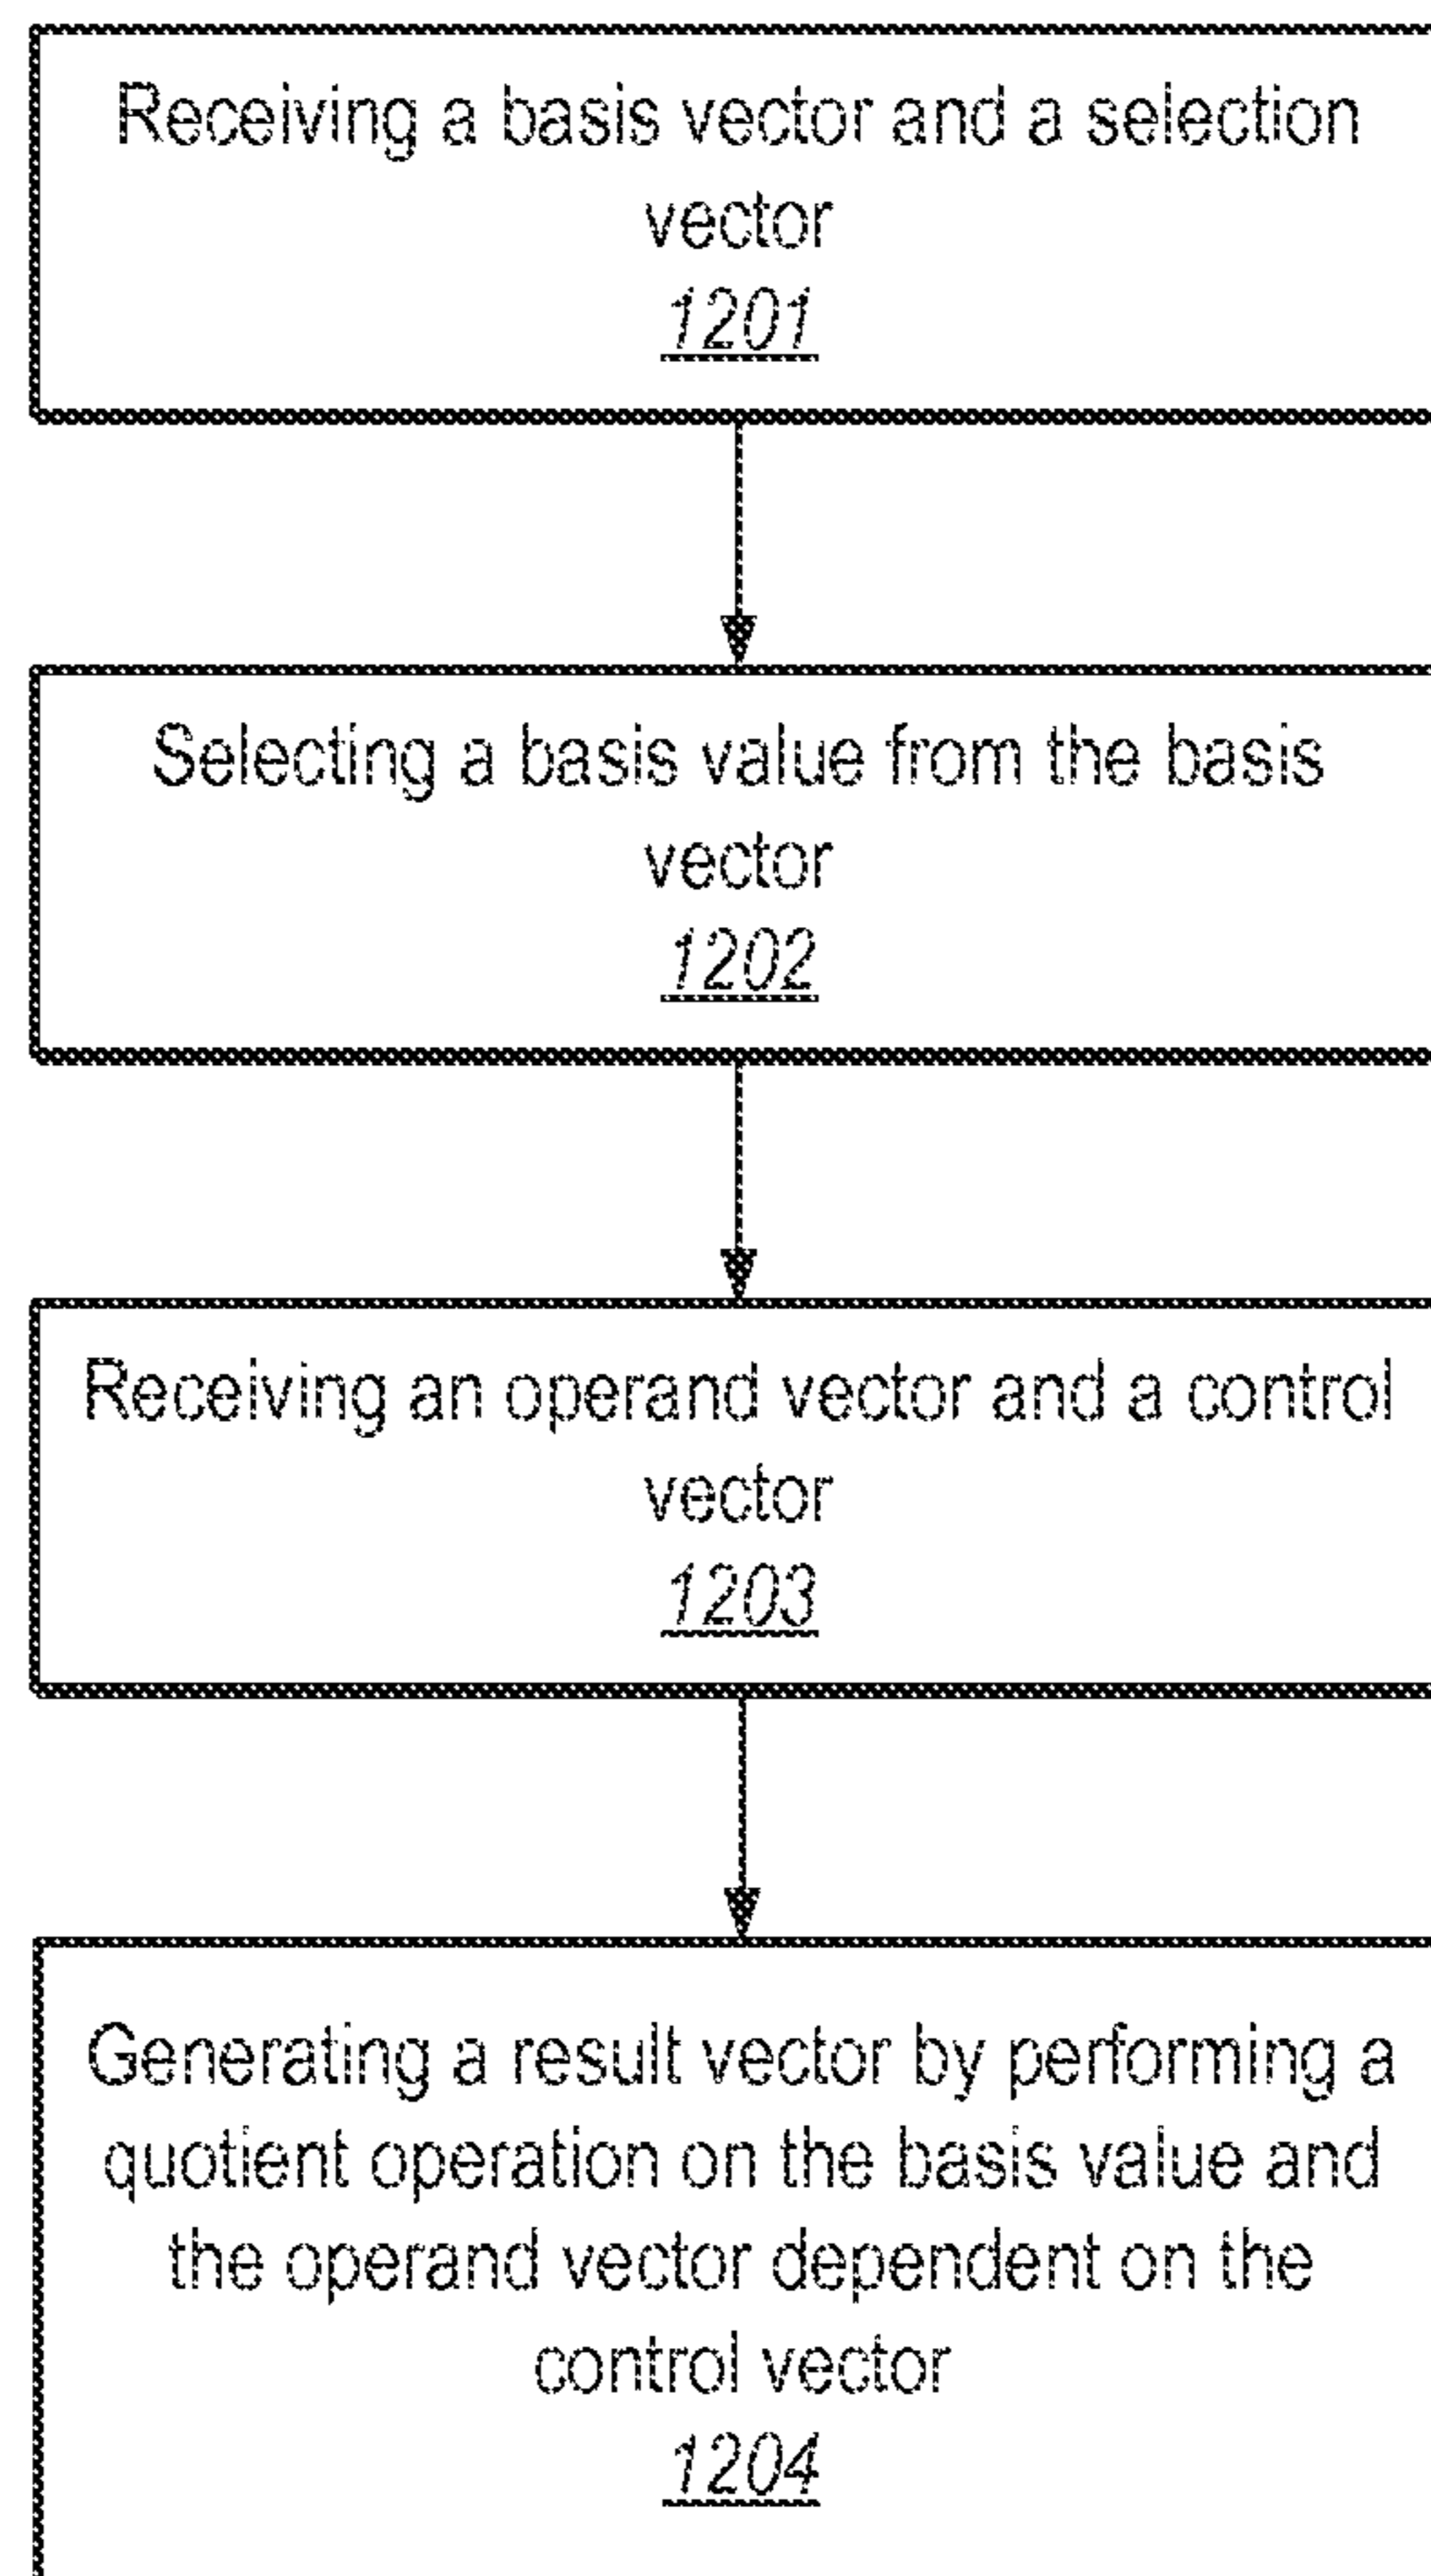 Receiving a basis vector and a selection
vector
1201
Selecting a basis value from the basis
vector
1202
Receiving an operand vector and a control
vector
1203
Generating a result vector by performing a
quotient operation on the basis value and
the operand vector dependent on the
control vector
1204